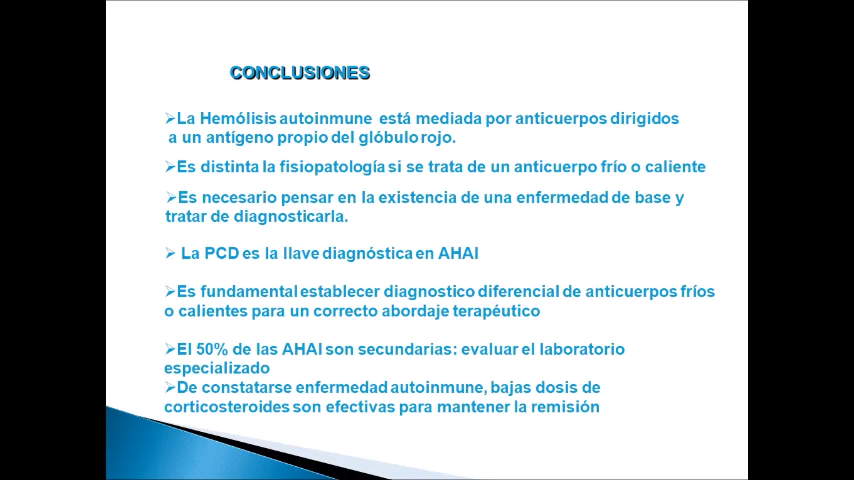 CONCLUSIONES
➢La Hemólisis autoinmune está mediada por anticuerpos dirigidos
a un antígeno propio del glóbulo rojo.
➢Es distinta la fisiopatología si se trata de un anticuerpo frío o caliente
➢Es necesario pensar en la existencia de una enfermedad de base y
tratar de diagnosticarla.
➢ La PCD es la llave diagnóstica en AHAI
➢Es fundamental establecer diagnostico diferencial de anticuerpos fríos
o calientes para un correcto abordaje terapéutico
➢El 50% de las AHAI son secundarias: evaluar el laboratorio
especializado
➢De constatarse enfermedad autoinmune, bajas dosis de
corticosteroides son efectivas para mantener la remisión